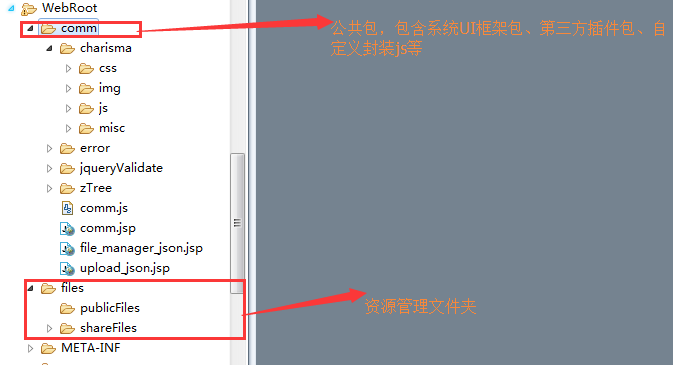 WebRoot
comm
公共包，包含系统UI框架包、第三方插件包、自
定义封装js等
charisma
css
img
js
misc
error
jqueryValidate
zTree
comm.js
comm.jsp
file_manager_json.jsp
upload_json.jsp
files
资源管理文件夹
publicFiles
shareFiles
META-INF